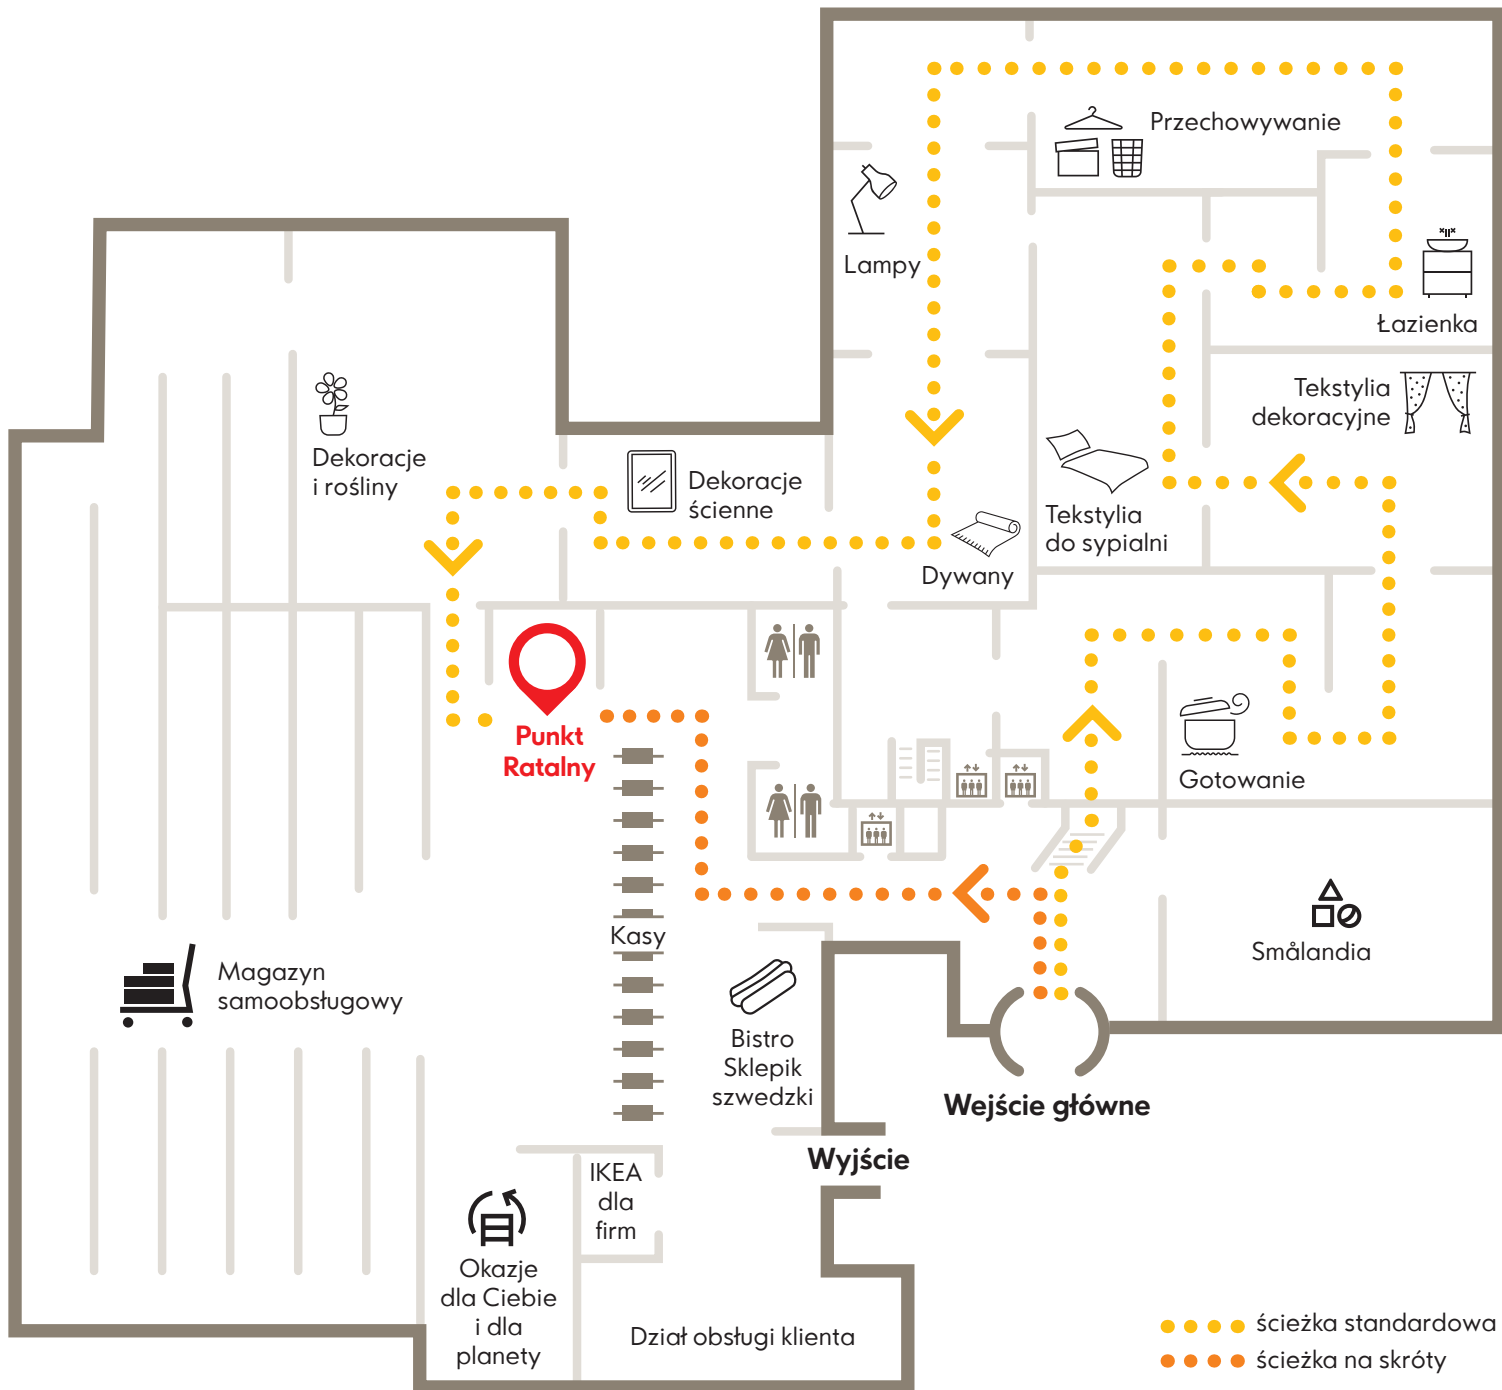 Przechowywanie
Lampy
Łazienka
Tekstylia
dekoracyjne
Dekoracje
i rośliny
Dekoracje
ścienne
Tekstylia
do sypialni
Dywany
Punkt
Ratalny
Gotowanie
Kasy
Smålandia
Magazyn
samoobsługowy
Bistro
Sklepik
szwedzki
Wejście główne
Wyjście
IKEA
dla
firm
Okazje
dla Ciebie
i dla
planety
Dział obsługi klienta
ścieżka standardowa
ścieżka na skróty